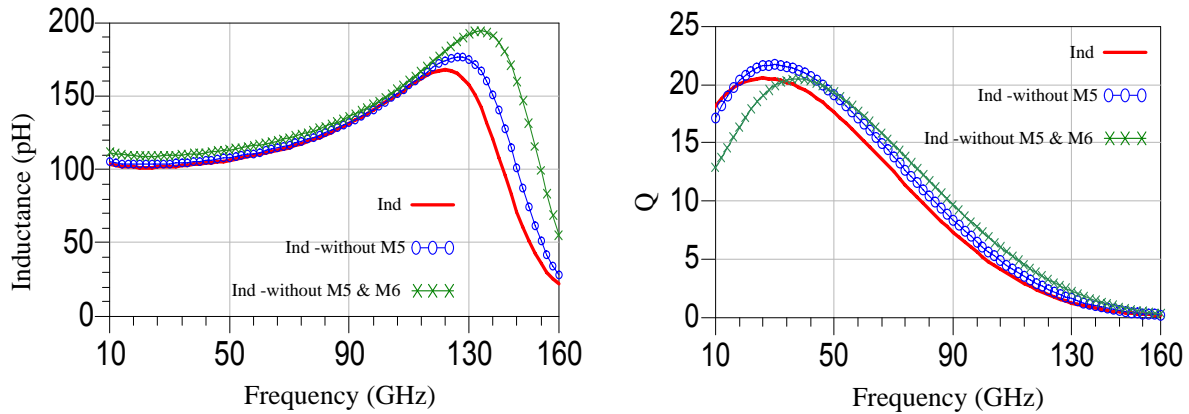 Inductance (pH)
200
150
100
50
0
10
50
90
130
160
Frequency (GHz)
Ind
Ind -without M5
Ind -without M5 & M6
Q
25
20
15
10
5
0
10
50
90
130
160
Frequency (GHz)
Ind
Ind -without M5
Ind -without M5 & M6